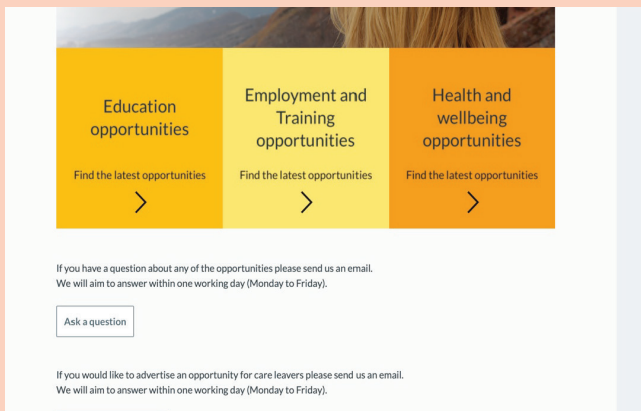 Education
opportunities
Find the latest opportunities
Employment and
Training
opportunities
Find the latest opportunities
Health and
wellbeing
opportunities
Find the latest opportunities
If you have a question about any of the opportunities please send us an email.
We will aim to answer within one working day (Monday to Friday).
Ask a question
If you would like to advertise an opportunity for care leavers please send us an email.
We will aim to answer within one working day (Monday to Friday).